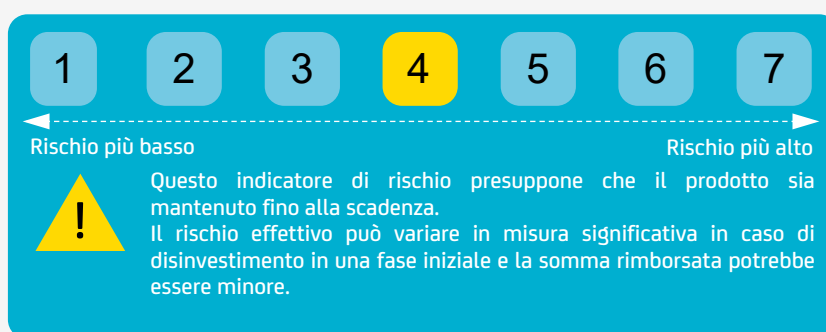 1 2 3 4 5 6 7
Rischio più basso Rischio più alto
!
Questo indicatore di rischio presuppone che il prodotto sia
mantenuto fino alla scadenza.
Il rischio effettivo può variare in misura significativa in caso di
disinvestimento in una fase iniziale e la somma rimborsata potrebbe
essere minore.